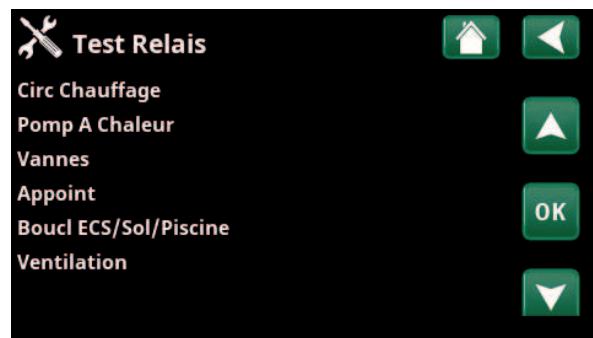 Test Relais
Circ Chauffage
Pomp A Chaleur
Vannes
Appoint
OK
Boucl ECS/Sol/Piscine
Ventilation